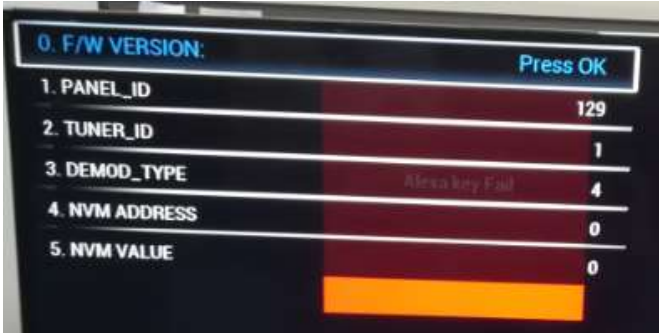 0. F/W VERSION: Press OK
1. PANEL_ID 129
2. TUNER_ID 1
3. DEMOD_TYPE 4
Alexa key Fail
4. NVM ADDRESS 0
5. NVM VALUE 0